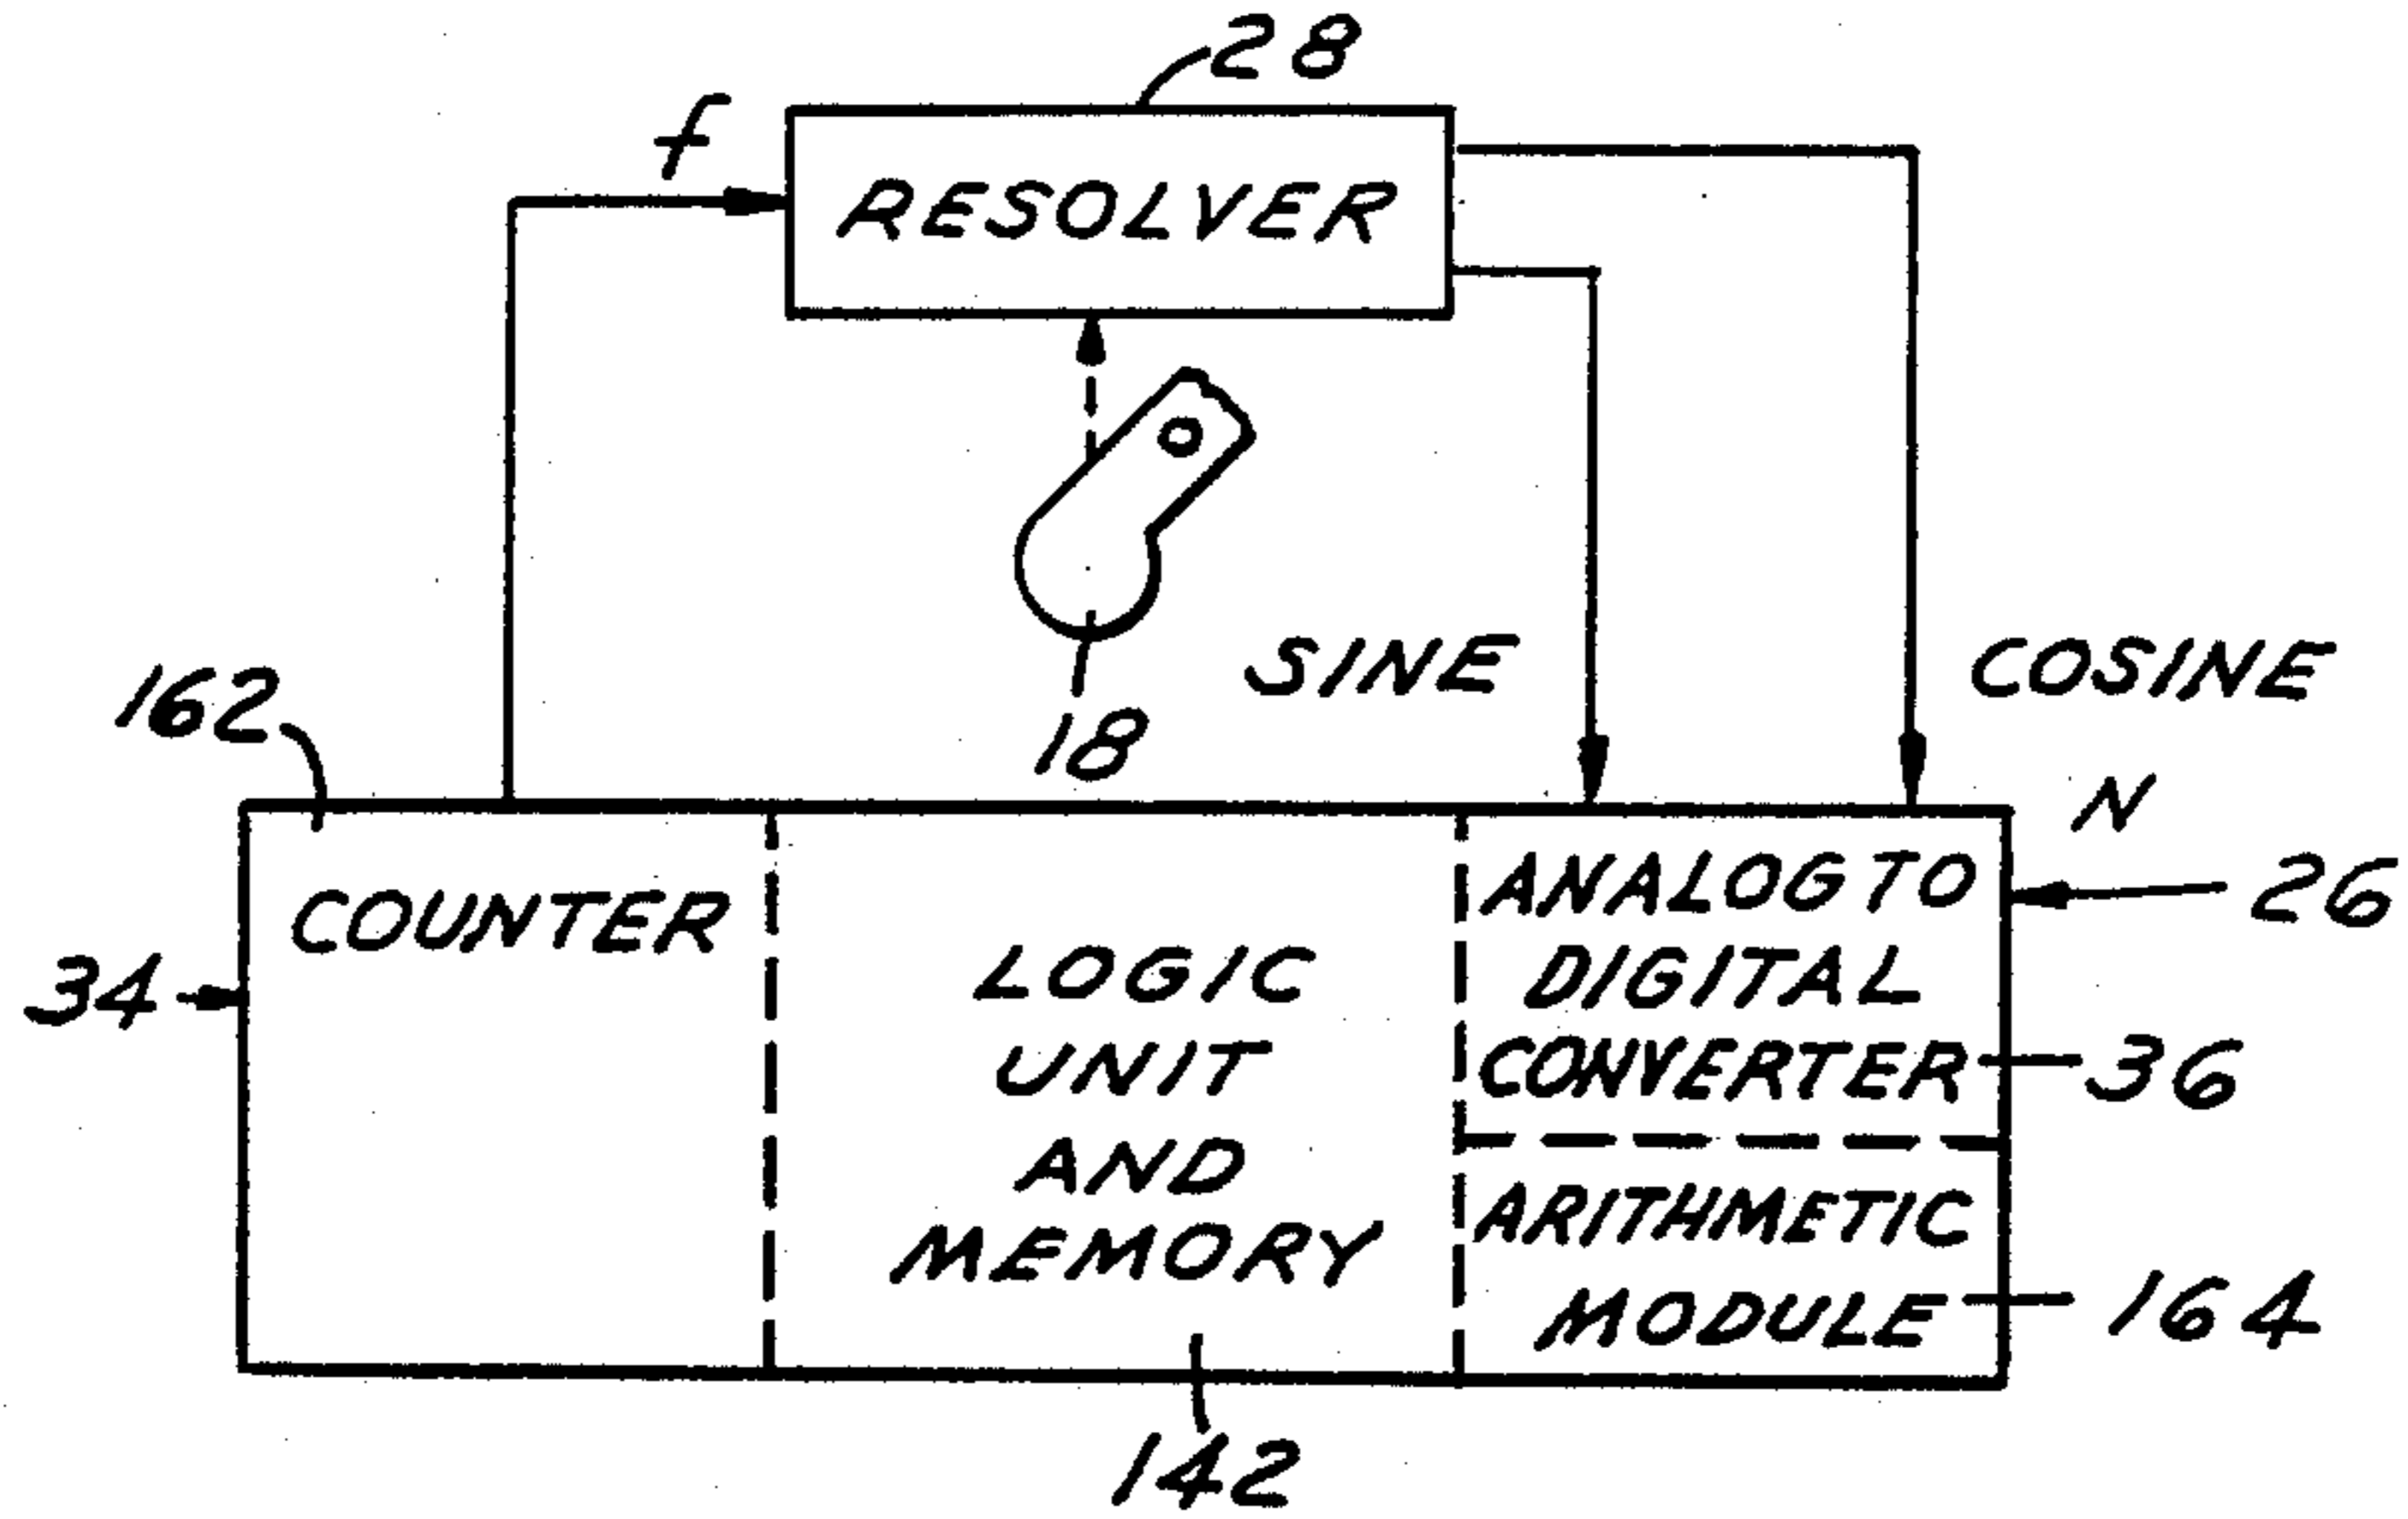 28
f
RESOLVER
18
SINE
COSINE
162
N
26
COUNTER
34
LOGIC
UNIT
AND
MEMORY
ANALOG TO
DIGITAL
CONVERTER
36
ARITHMETIC
MODULE
164
142